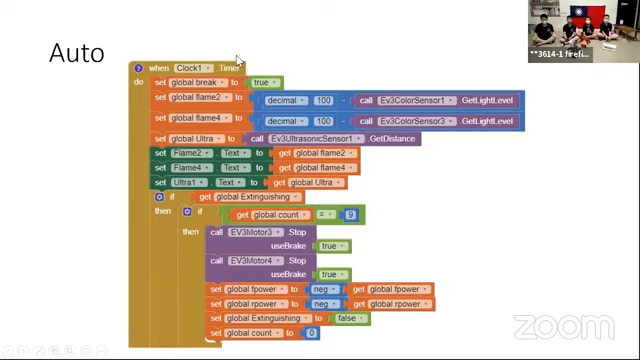 Auto
**3614-1 firefi
when Clock1 .Timer
do set global break to true
set global flame2 to decimal 100 - call Ev3ColorSensor1 .GetLightLevel
set global flame4 to decimal 100 - call Ev3ColorSensor3 .GetLightLevel
set global Ultra to call Ev3UltrasonicSensor1 .GetDistance
set Flame2 . Text to get global flame2
set Flame4 . Text to get global flame4
set Ultra1 . Text to get global Ultra
if get global Extinguishing
then if get global count = 9
then call EV3Motor3 .Stop
useBrake true
call EV3Motor4 .Stop
useBrake true
set global fpower to neg get global fpower
set global rpower to neg get global rpower
set global Extinguishing to false
set global count to 0
zoom